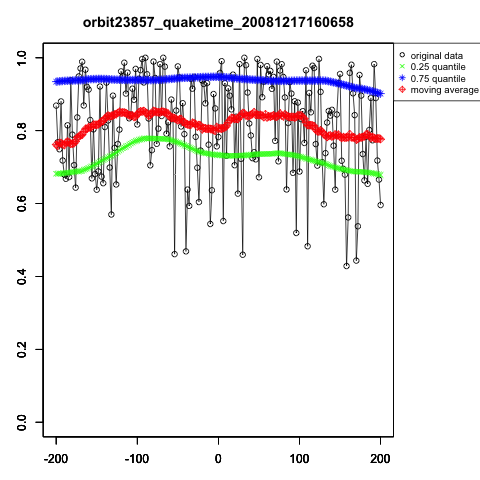 orbit23857_quaketime_20081217160658
original data
0.25 quantile
0.75 quantile
moving average
1.0
0.8
0.6
0.4
0.2
0.0
-200 -100 0 100 200